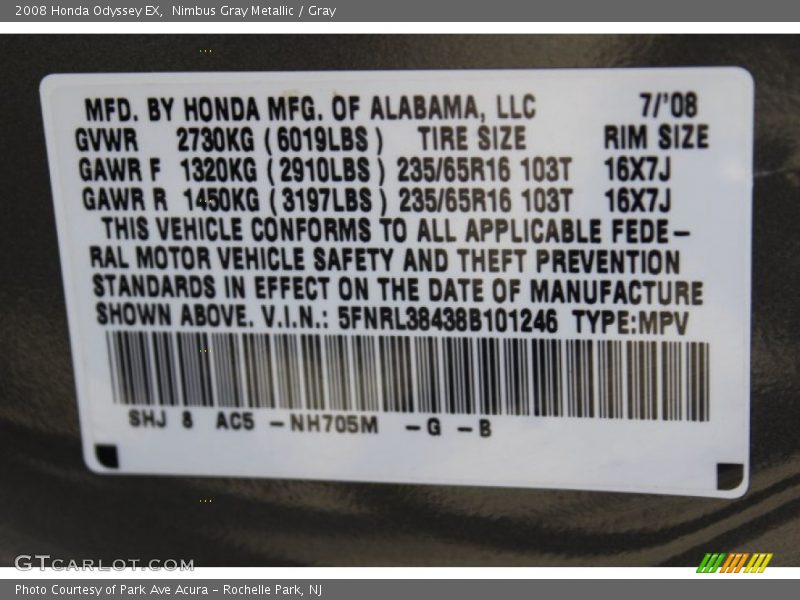 2008 Honda Odyssey EX, Nimbus Gray Metallic / Gray
MFD. BY HONDA MFG. OF ALABAMA, LLC 7/'08
GVWR 2730KG (6019LBS) TIRE SIZE RIM SIZE
GAWR F 1320KG (2910LBS) 235/65R16 103T 16X7J
GAWR R 1450KG (3197LBS) 235/65R16 103T 16X7J
THIS VEHICLE CONFORMS TO ALL APPLICABLE FEDE-
RAL MOTOR VEHICLE SAFETY AND THEFT PREVENTION
STANDARDS IN EFFECT ON THE DATE OF MANUFACTURE
SHOWN ABOVE. V.I.N.: 5FNRL38438B101246 TYPE:MPV
SHJ 8 AC5 -NH705M -G -B
GTCARLOT.COM
Photo Courtesy of Park Ave Acura - Rochelle Park, NJ